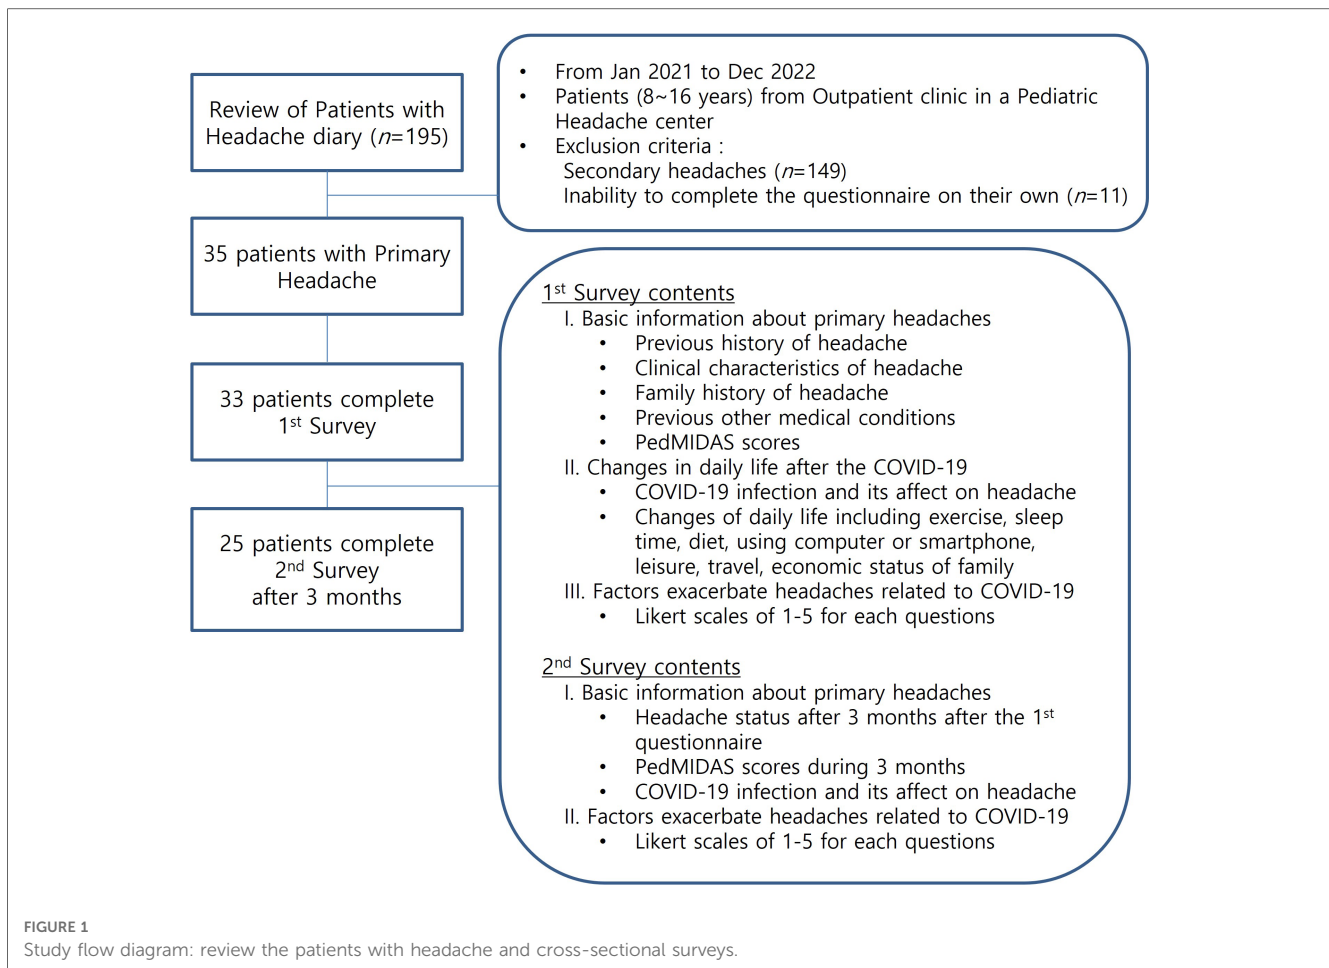 Review of Patients with
Headache diary (n=195)
• From Jan 2021 to Dec 2022
• Patients (8~16 years) from Outpatient clinic in a Pediatric
Headache center
• Exclusion criteria :
Secondary headaches (n=149)
Inability to complete the questionnaire on their own (n=11)
35 patients with Primary
Headache
33 patients complete
1st Survey
25 patients complete
2nd Survey
after 3 months
1st Survey contents
I. Basic information about primary headaches
• Previous history of headache
• Clinical characteristics of headache
• Family history of headache
• Previous other medical conditions
• PedMIDAS scores
II. Changes in daily life after the COVID-19
• COVID-19 infection and its affect on headache
• Changes of daily life including exercise, sleep
time, diet, using computer or smartphone,
leisure, travel, economic status of family
III. Factors exacerbate headaches related to COVID-19
• Likert scales of 1-5 for each questions
2nd Survey contents
I. Basic information about primary headaches
• Headache status after 3 months after the 1st
questionnaire
• PedMIDAS scores during 3 months
• COVID-19 infection and its affect on headache
II. Factors exacerbate headaches related to COVID-19
• Likert scales of 1-5 for each questions
FIGURE 1
Study flow diagram: review the patients with headache and cross-sectional surveys.